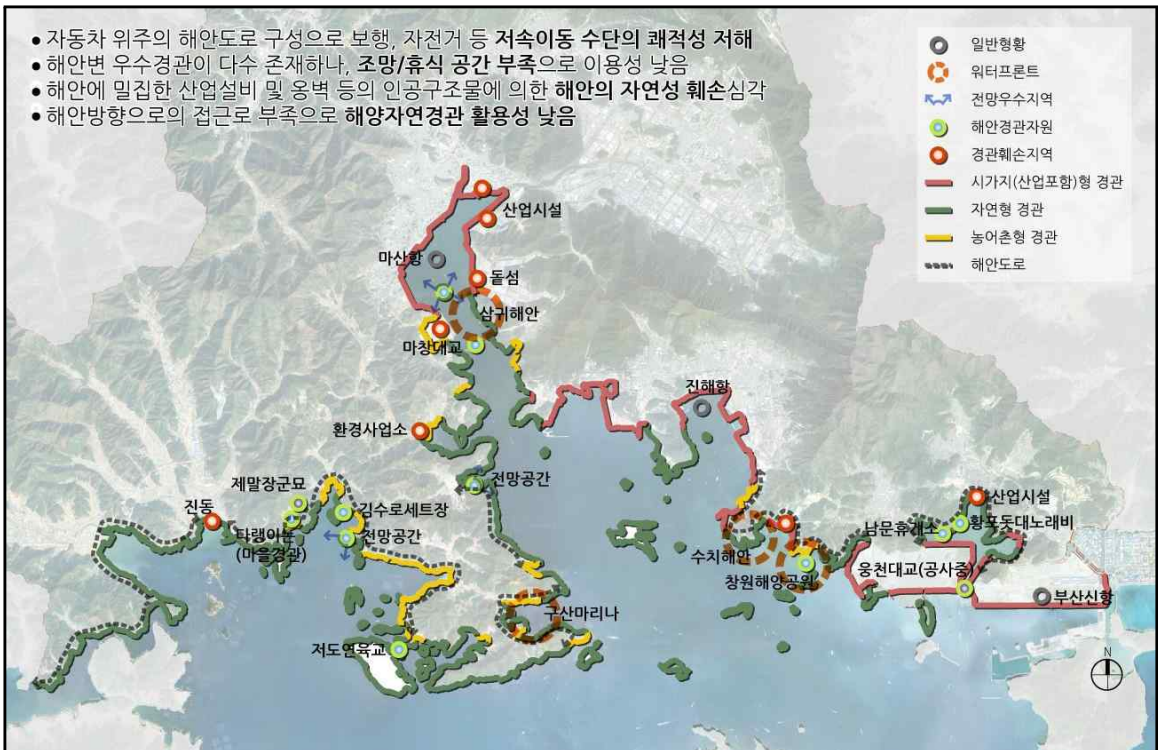 • 자동차 위주의 해안도로 구성으로 보행, 자전거 등 저속이동 수단의 쾌적성 저해
• 해안변 우수경관이 다수 존재하나, 조망/휴식 공간 부족으로 이용성 낮음
• 해안에 밀집한 산업설비 및 옹벽 등의 인공구조물에 의한 해안의 자연성 훼손심각
• 해안방향으로의 접근로 부족으로 해양자연경관 활용성 낮음
일반형황
워터프론트
전망우수지역
해안경관자원
경관훼손지역
시가지(산업포함)형 경관
자연형 경관
농어촌형 경관
해안도로
산업시설
마산항
돝섬
삼귀해안
마창대교
진해항
환경사업소
전망공간
제말장군묘
진동
김수로세트장
다랭이논
(마을경관)
전망공간
산업시설
남문휴게소
황포돛대노래비
수치해안
창원해양공원
웅천대교(공사중)
부산신항
구산마리나
저도연육교
N